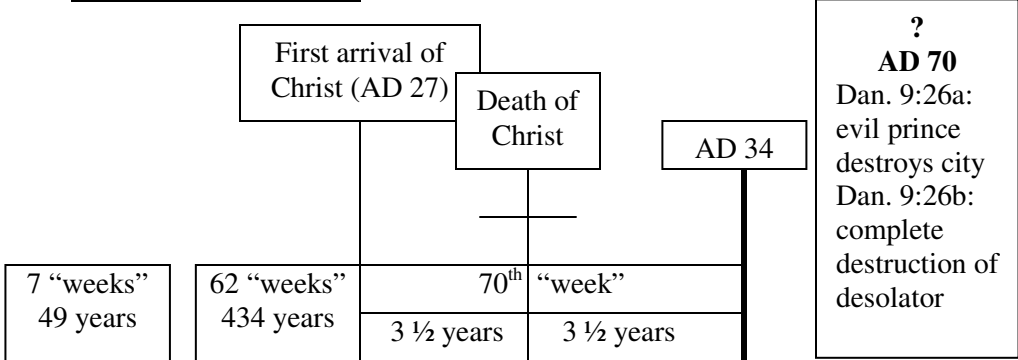 First arrival of
Christ (AD 27)
Death of
Christ
AD 34
?
AD 70
Dan. 9:26a:
evil prince
destroys city
Dan. 9:26b:
complete
destruction of
desolator
7 “weeks”
49 years
62 “weeks”
434 years
70th “week”
3 ½ years
3 ½ years